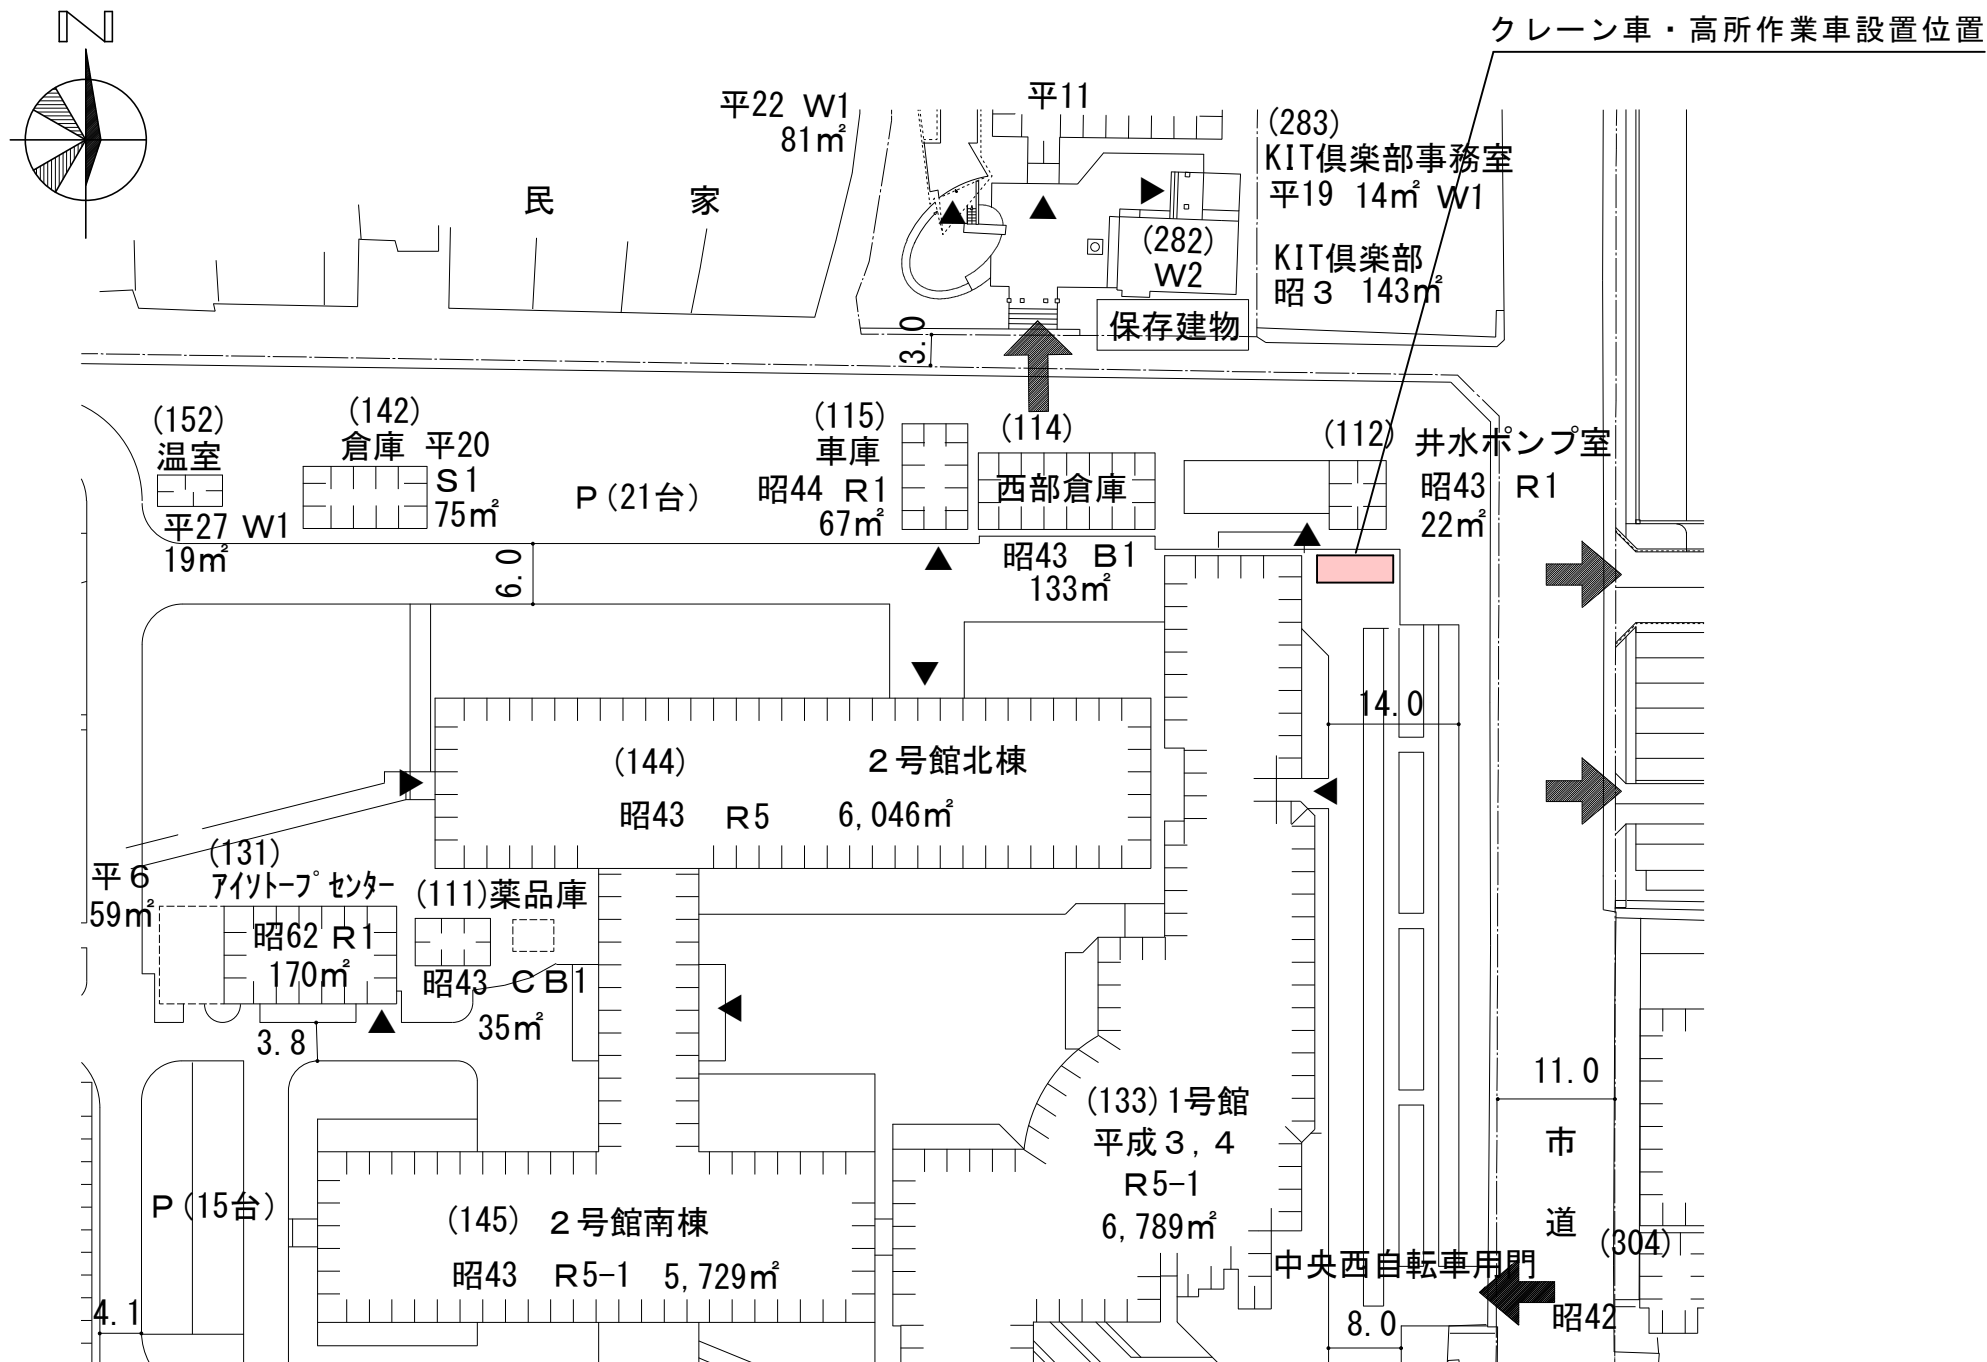 N
クレーン車・高所作業車設置位置
平22 W1
81㎡
平11
(283)
KIT倶楽部事務室
平19 14㎡ W1
民家
(282)
W2
KIT倶楽部
昭3 143㎡
保存建物
3.0
(152)
温室
平27 W1
19㎡
(142)
倉庫 平20
S1
75㎡
P(21台)
(115)
車庫
昭44 R1
67㎡
(114)
西部倉庫
昭43 B1
133㎡
(112) 井水ポンプ室
昭43 R1
22㎡
6.0
14.0
(144) 2号館北棟
昭43 R5 6,046㎡
平6
59㎡
(131)
アイソトープセンター
昭62 R1
170㎡
(111)薬品庫
昭43 CB1
35㎡
3.8
11.0
(133)1号館
平成3,4
R5-1
6,789㎡
市道
P(15台)
(145) 2号館南棟
昭43 R5-1 5,729㎡
(304)
中央西自転車用門
昭42
4.1
8.0